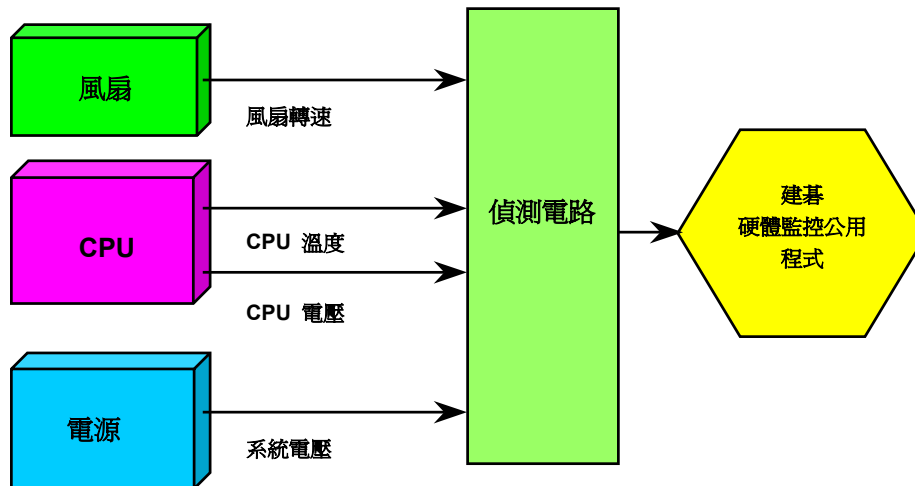 風扇
風扇轉速
CPU
CPU 溫度
CPU 電壓
電源
系統電壓
偵測電路
建碁
硬體監控公用
程式